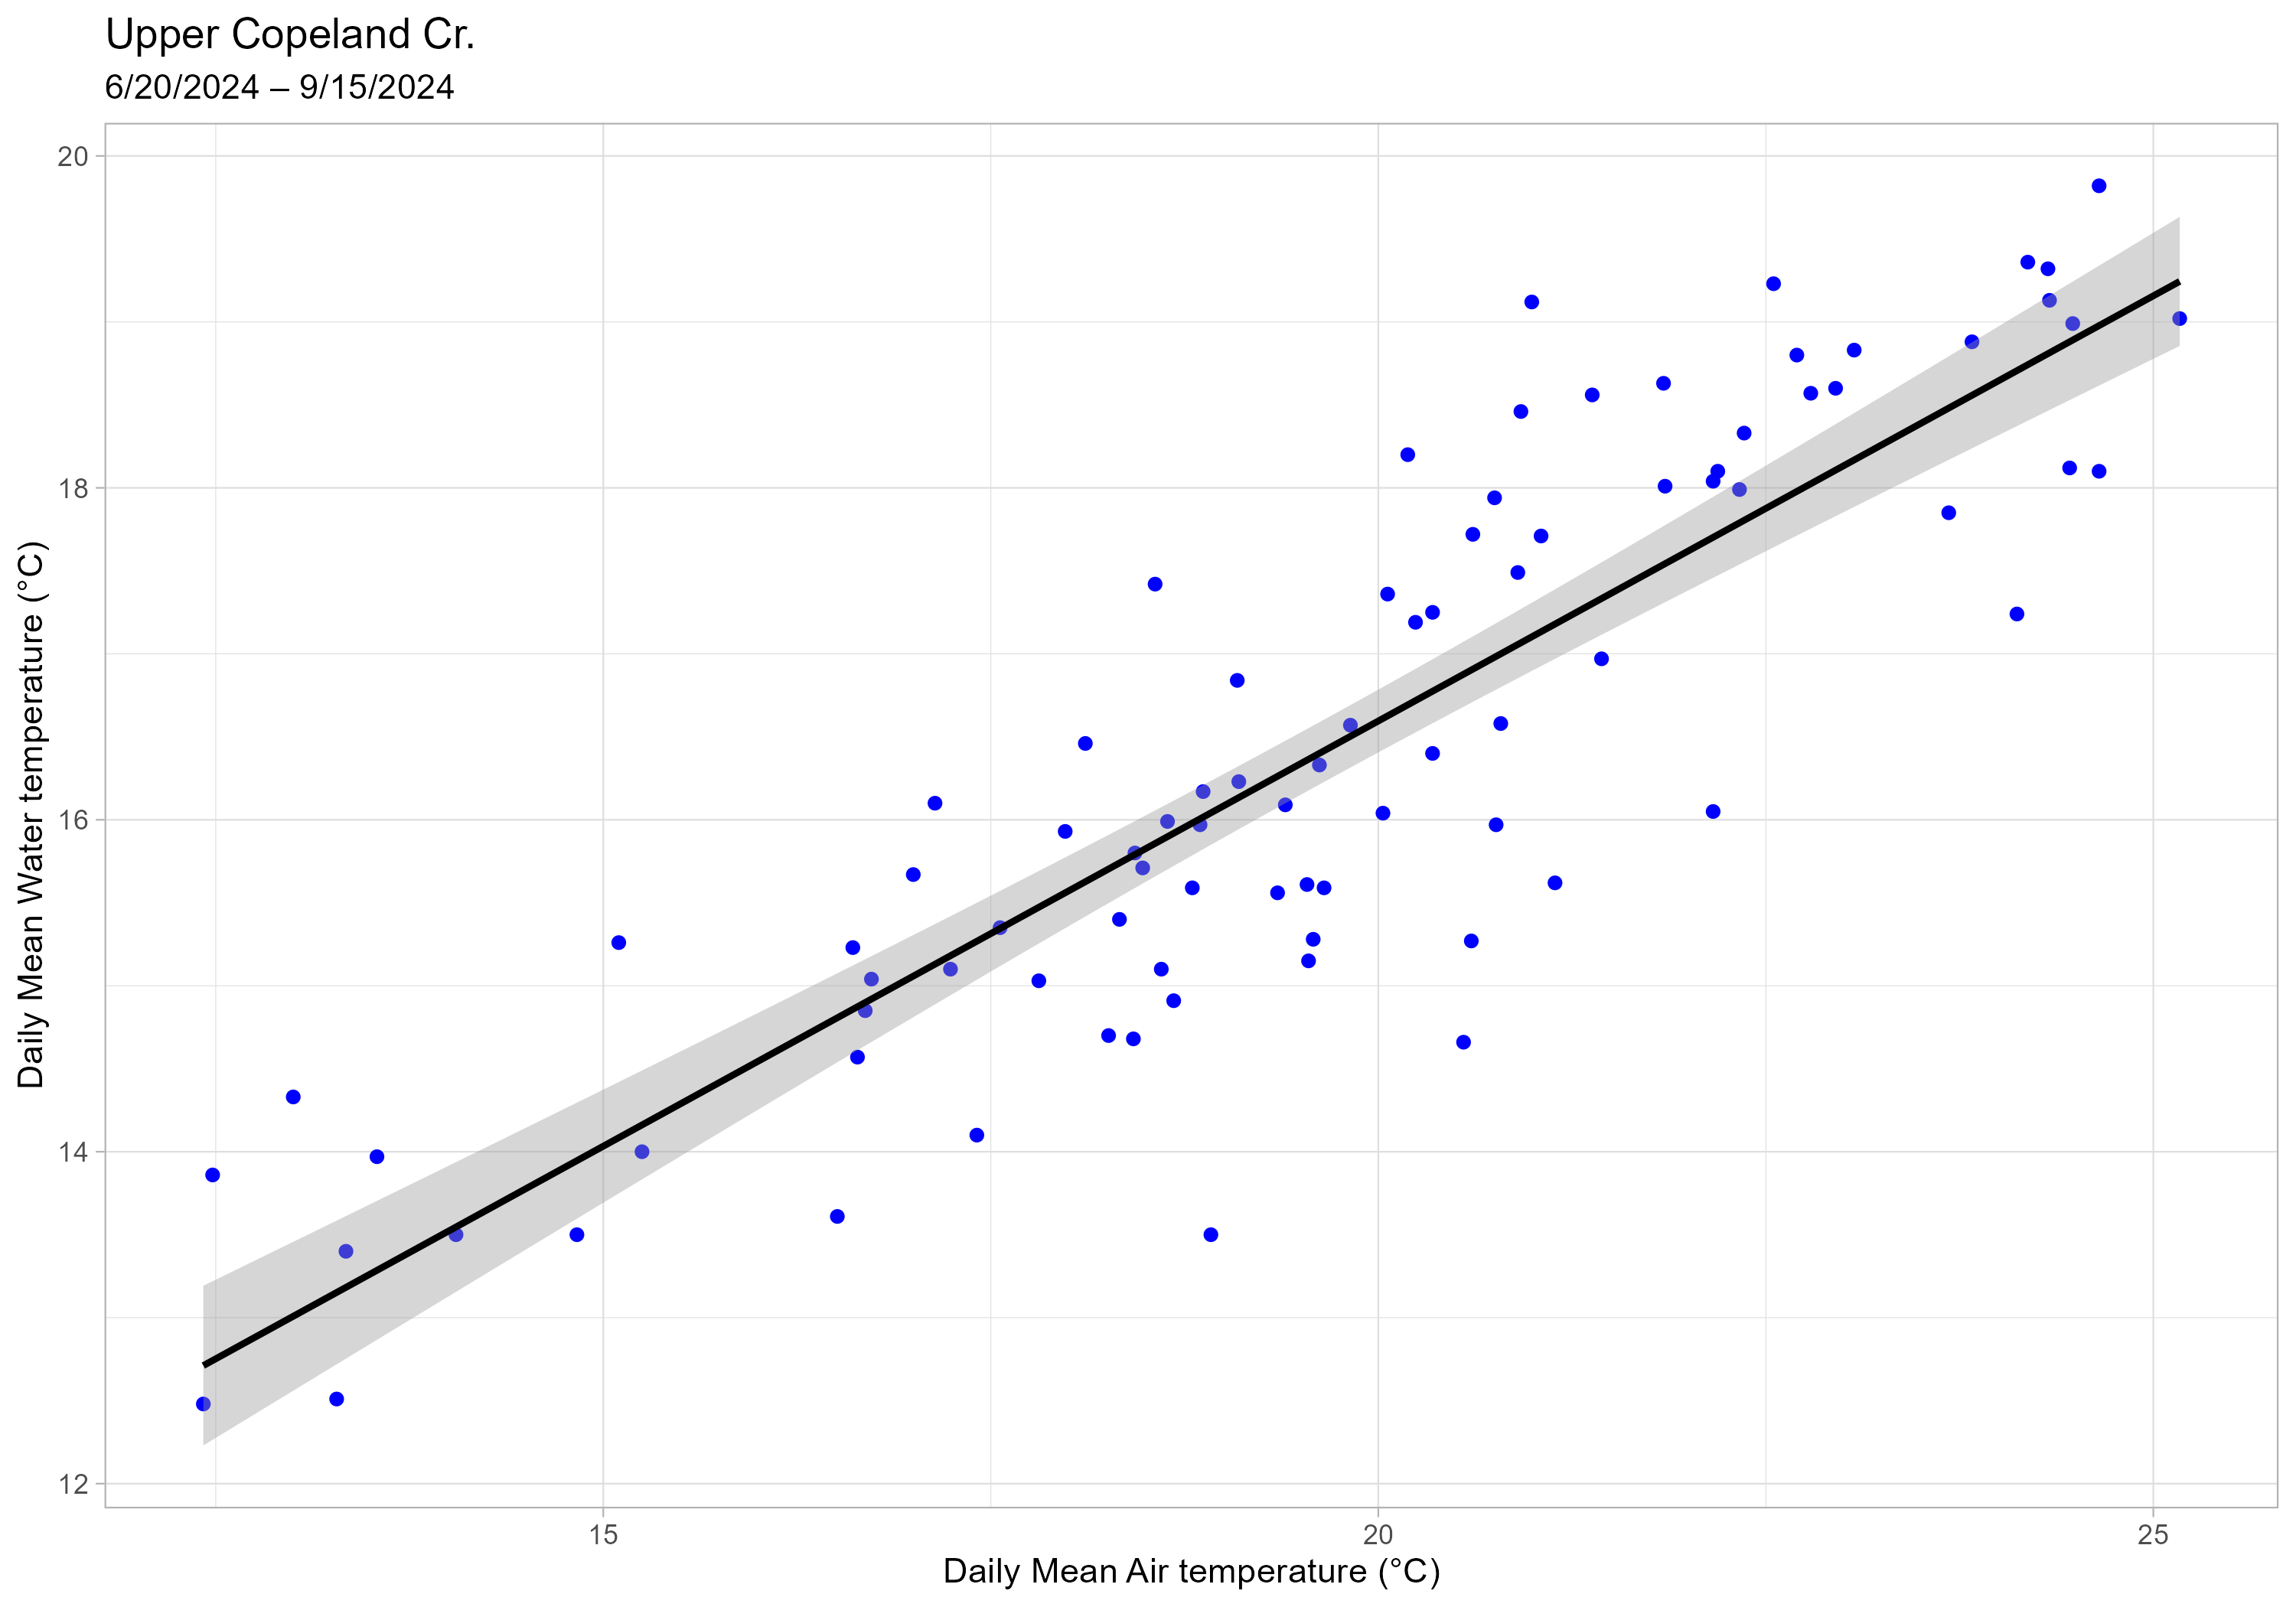 Upper Copeland Cr.
6/20/2024 – 9/15/2024
20
18
16
14
12
Daily Mean Water temperature (°C)
15
20
25
Daily Mean Air temperature (°C)